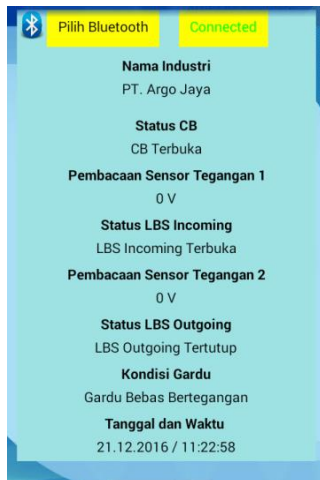 Pilih Bluetooth Connected
Nama Industri
PT. Argo Jaya
Status CB
CB Terbuka
Pembacaan Sensor Tegangan 1
0 V
Status LBS Incoming
LBS Incoming Terbuka
Pembacaan Sensor Tegangan 2
0 V
Status LBS Outgoing
LBS Outgoing Tertutup
Kondisi Gardu
Gardu Bebas Bertegangan
Tanggal dan Waktu
21.12.2016 / 11:22:58